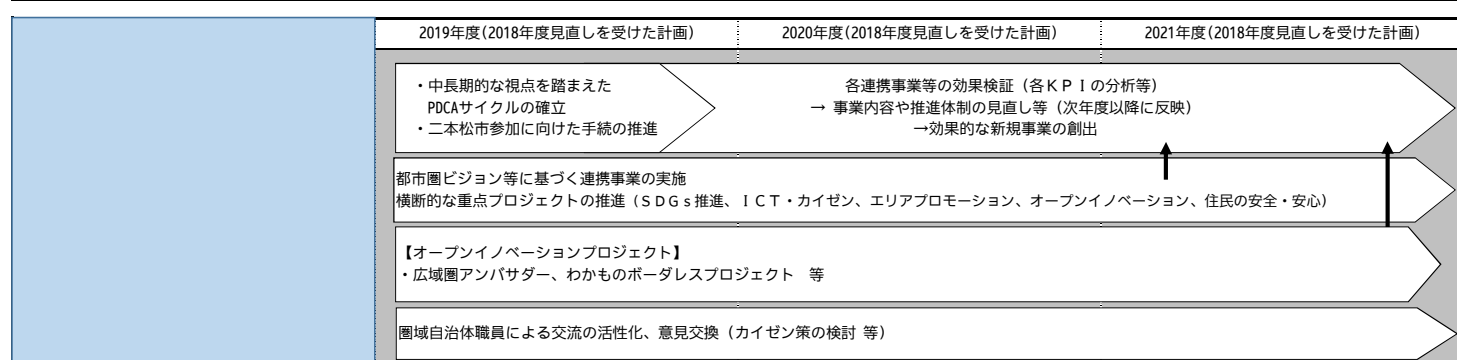 2019年度(2018年度見直しを受けた計画)
2020年度(2018年度見直しを受けた計画)
2021年度(2018年度見直しを受けた計画)
・中長期的な視点を踏まえた
PDCAサイクルの確立
・二本松市参加に向けた手続の推進
各連携事業等の効果検証（各ＫＰＩの分析等）
→ 事業内容や推進体制の見直し等（次年度以降に反映）
→効果的な新規事業の創出
都市圏ビジョン等に基づく連携事業の実施
横断的な重点プロジェクトの推進（ＳＤＧｓ推進、ＩＣＴ・カイゼン、エリアプロモーション、オープンイノベーション、住民の安全・安心）
【オープンイノベーションプロジェクト】
・広域圏アンバサダー、わかものボーダレスプロジェクト　等
圏域自治体職員による交流の活性化、意見交換（カイゼン策の検討 等）